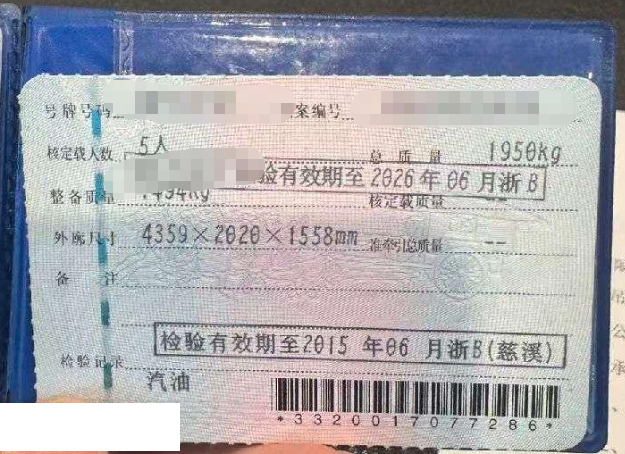 号牌号码 案编号
核定载人数 5人 总质量 1950kg
验有效期至2026年06月浙B
整备质量 核定载质量 --
外廓尺寸 4359×2020×1558mm 准牵引总质量 --
备注
检验有效期至2015年06月浙B(慈溪)
检验记录
汽油
*3320017077286*